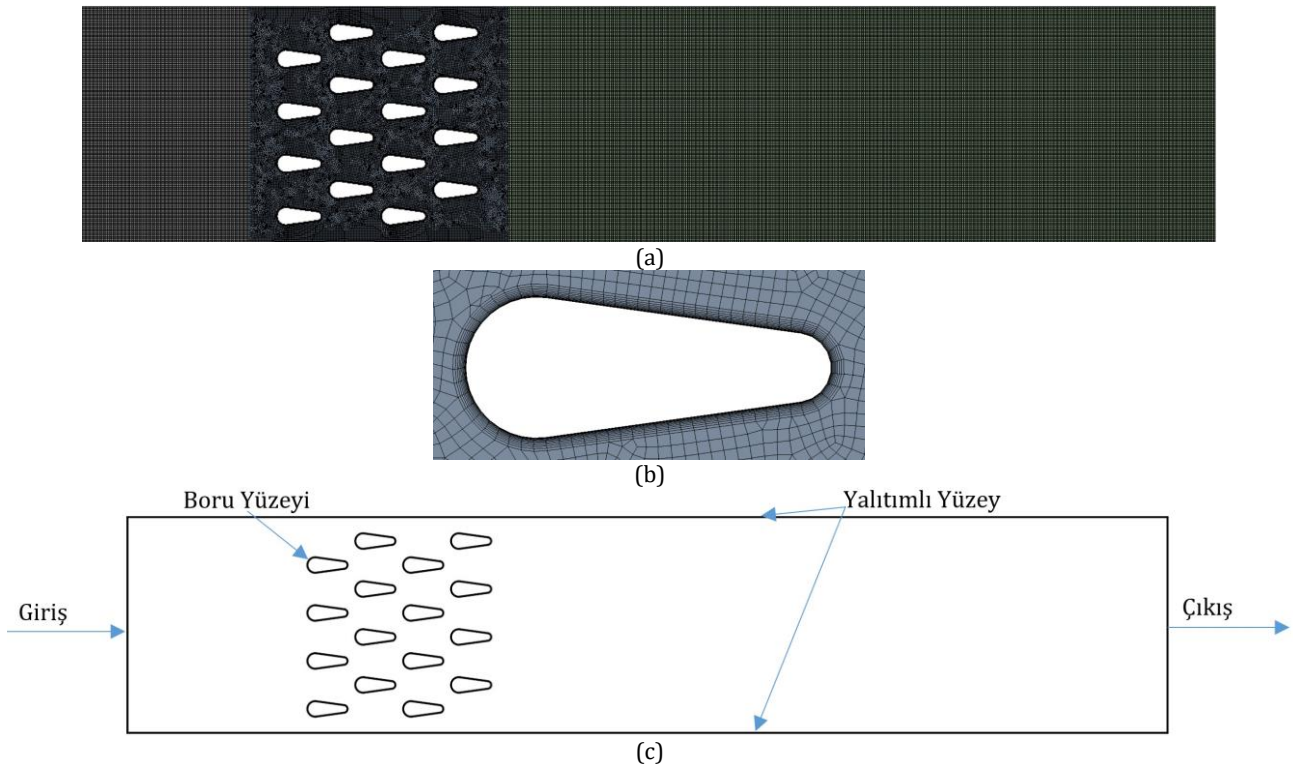 (a)
(b)
Boru Yüzeyi
Yalıtımlı Yüzey
Giriş
Çıkış
(c)